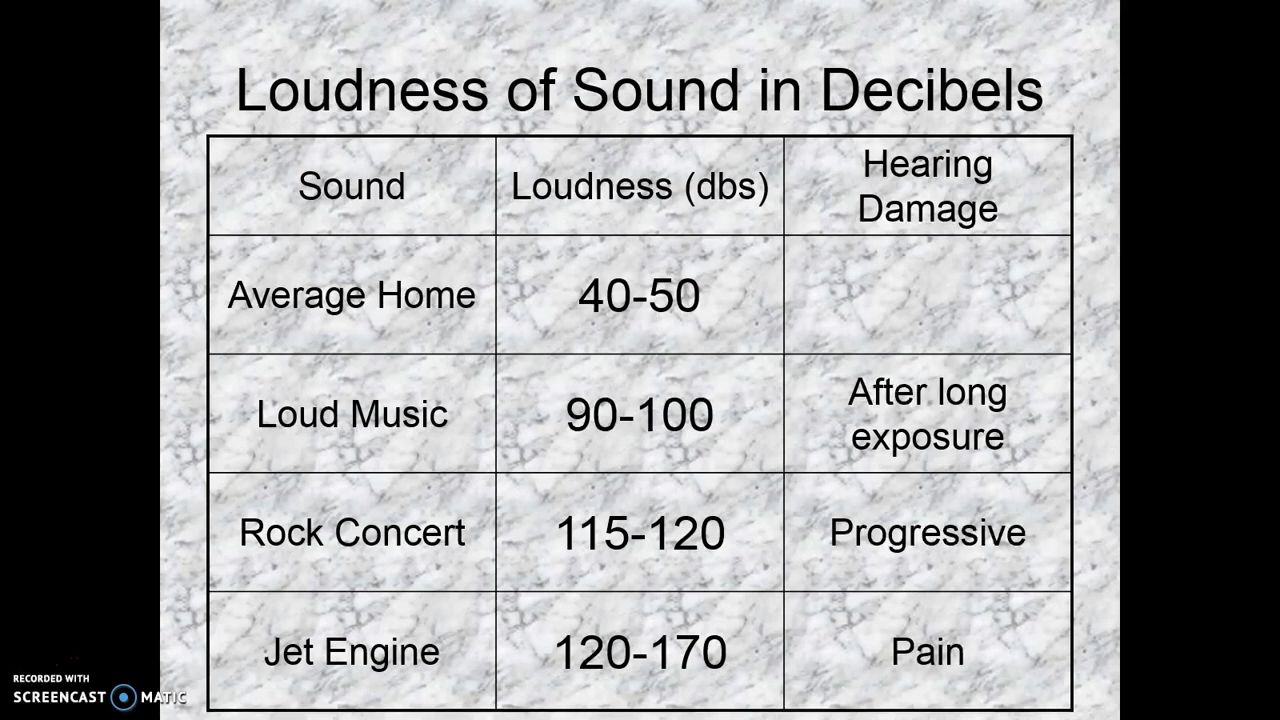 Loudness of Sound in Decibels
Sound
Loudness (dbs)
Hearing
Damage
Average Home
40-50
Loud Music
90-100
After long
exposure
Rock Concert
115-120
Progressive
Jet Engine
120-170
Pain
RECORDED WITH
SCREENCAST MATIC